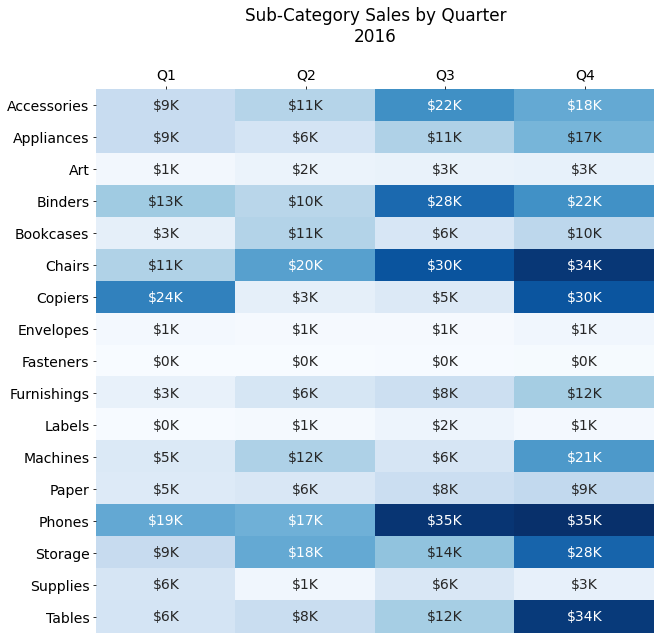 Sub-Category Sales by Quarter
2016
Q1 Q2 Q3 Q4
Accessories $9K $11K $22K $18K
Appliances $9K $6K $11K $17K
Art $1K $2K $3K $3K
Binders $13K $10K $28K $22K
Bookcases $3K $11K $6K $10K
Chairs $11K $20K $30K $34K
Copiers $24K $3K $5K $30K
Envelopes $1K $1K $1K $1K
Fasteners $0K $0K $0K $0K
Furnishings $3K $6K $8K $12K
Labels $0K $1K $2K $1K
Machines $5K $12K $6K $21K
Paper $5K $6K $8K $9K
Phones $19K $17K $35K $35K
Storage $9K $18K $14K $28K
Supplies $6K $1K $6K $3K
Tables $6K $8K $12K $34K